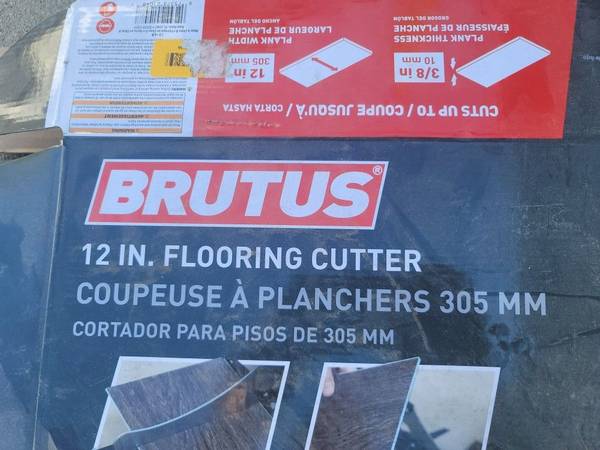 CUTS UP TO / COUPE JUSQU'À / CORTA HASTA
3/8 in
10 mm
PLANK THICKNESS
ÉPAISSEUR DE PLANCHE
GROSOR DEL TABLÓN
12 in
305 mm
PLANK WIDTH
LARGEUR DE PLANCHE
ANCHO DEL TABLÓN
WARNING
BRUTUS®
12 IN. FLOORING CUTTER
COUPEUSE À PLANCHERS 305 MM
CORTADOR PARA PISOS DE 305 MM